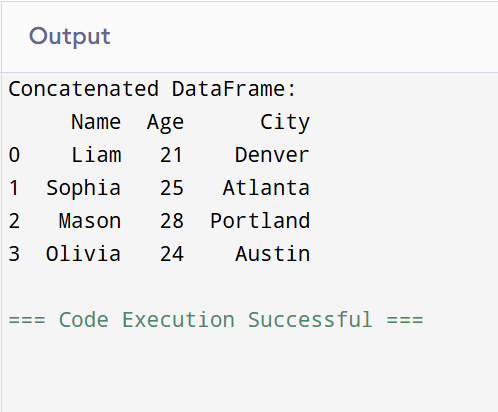 Output
Concatenated DataFrame:
     Name  Age      City
0    Liam   21    Denver
1  Sophia   25   Atlanta
2   Mason   28  Portland
3  Olivia   24    Austin
=== Code Execution Successful ===